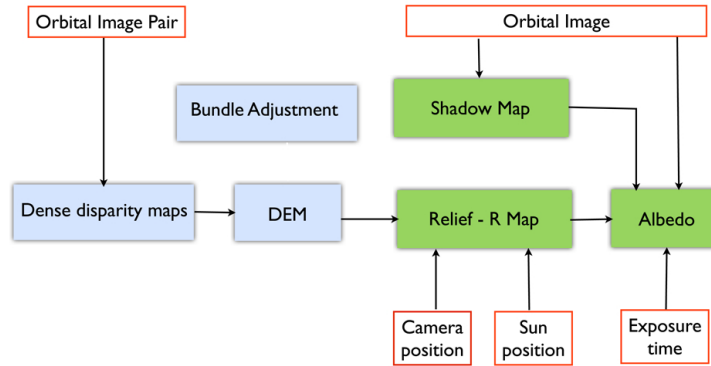 Orbital Image Pair
Orbital Image
Bundle Adjustment
Shadow Map
Dense disparity maps
DEM
Relief - R Map
Albedo
Camera
position
Sun
position
Exposure
time